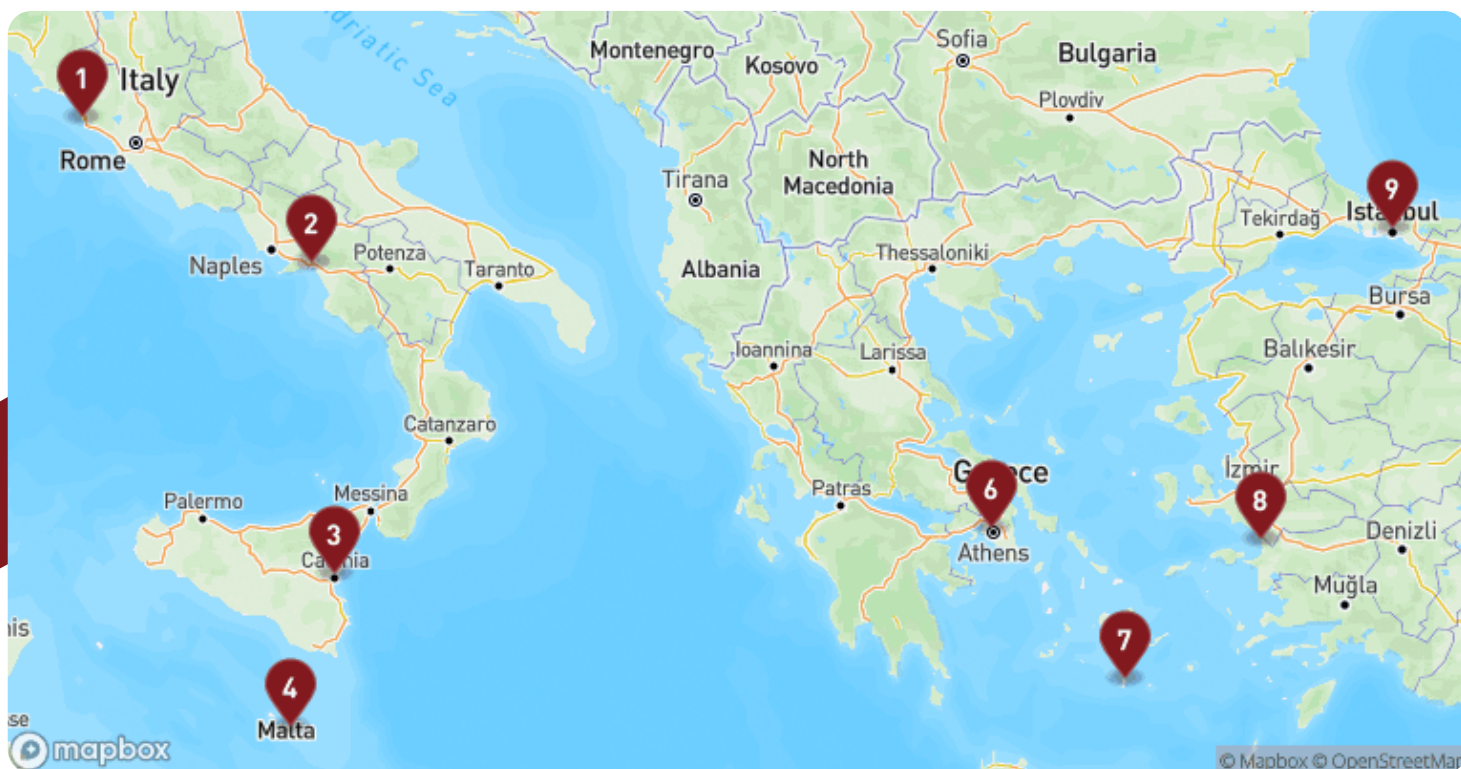 Adriatic Sea
Montenegro
Sofia
Bulgaria
Kosovo
1
Italy
Plovdiv
Rome
North
Macedonia
Tirana
9
Istanbul
Tekirdağ
2
Naples
Potenza
Taranto
Albania
Thessaloniki
Bursa
Ioannina
Larissa
Balıkesir
Catanzaro
Greece
İzmir
6
Patras
8
Palermo
Messina
3
Catania
Athens
Denizli
Muğla
7
4
Malta
mapbox
© Mapbox © OpenStreetMap